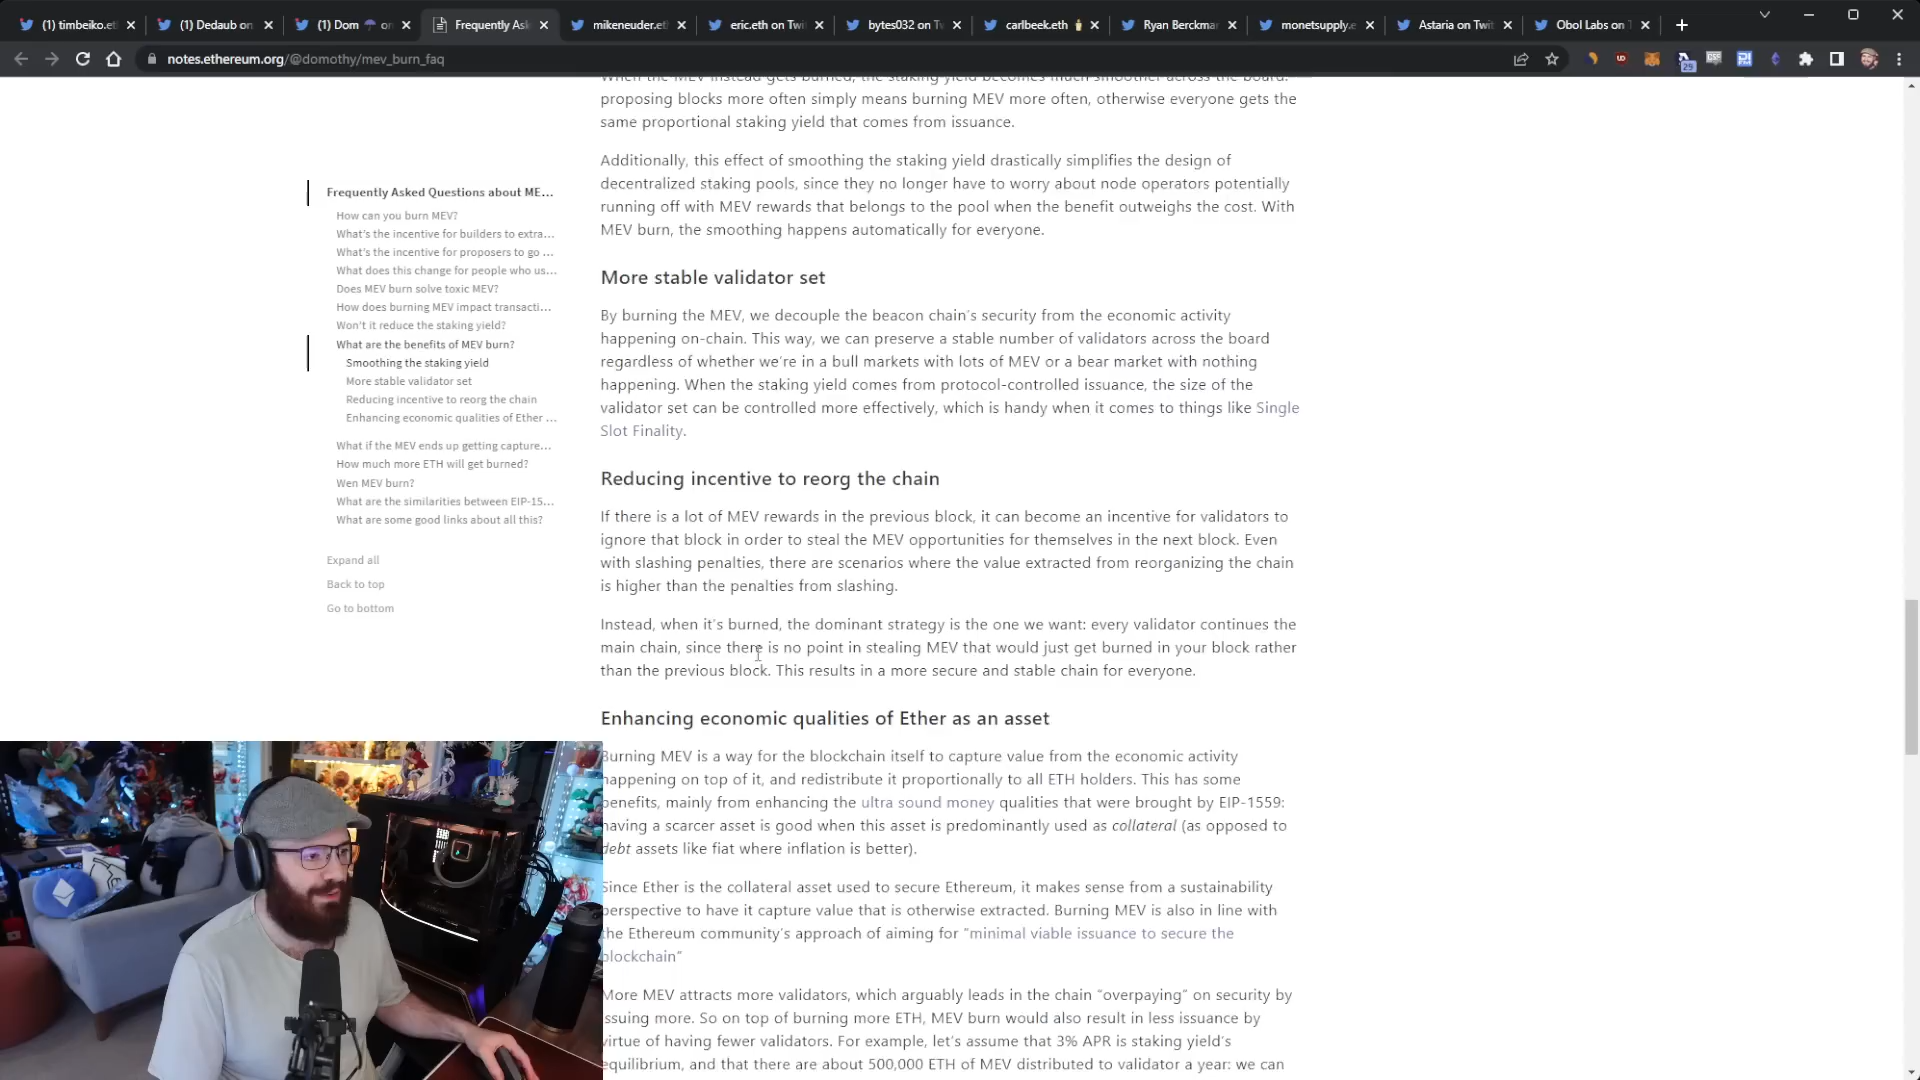 (1) timbeiko.et
(1) Dedaub on
(1) Dom ☂ o
Frequently Ask
mikeneuder.et
eric.eth on Twi
bytes032 on Tw
carlbeek.eth
Ryan Berckma
monetsupply.e
Astaria on Twit
Obol Labs on T
notes.ethereum.org/@domothy/mev_burn_faq
Frequently Asked Questions about ME...
How can you burn MEV?
What's the incentive for builders to extra...
What's the incentive for proposers to go ...
What does this change for people who us...
Does MEV burn solve toxic MEV?
How does burning MEV impact transacti...
Won't it reduce the staking yield?
What are the benefits of MEV burn?
Smoothing the staking yield
More stable validator set
Reducing incentive to reorg the chain
Enhancing economic qualities of Ether ...
What if the MEV ends up getting capture...
How much more ETH will get burned?
Wen MEV burn?
What are the similarities between EIP-15...
What are some good links about all this?
Expand all
Back to top
Go to bottom
When the MEV instead gets burned, the staking yield becomes much smoother across the board:
proposing blocks more often simply means burning MEV more often, otherwise everyone gets the
same proportional staking yield that comes from issuance.
Additionally, this effect of smoothing the staking yield drastically simplifies the design of
decentralized staking pools, since they no longer have to worry about node operators potentially
running off with MEV rewards that belongs to the pool when the benefit outweighs the cost. With
MEV burn, the smoothing happens automatically for everyone.
More stable validator set
By burning the MEV, we decouple the beacon chain's security from the economic activity
happening on-chain. This way, we can preserve a stable number of validators across the board
regardless of whether we're in a bull markets with lots of MEV or a bear market with nothing
happening. When the staking yield comes from protocol-controlled issuance, the size of the
validator set can be controlled more effectively, which is handy when it comes to things like Single
Slot Finality.
Reducing incentive to reorg the chain
If there is a lot of MEV rewards in the previous block, it can become an incentive for validators to
ignore that block in order to steal the MEV opportunities for themselves in the next block. Even
with slashing penalties, there are scenarios where the value extracted from reorganizing the chain
is higher than the penalties from slashing.
Instead, when it's burned, the dominant strategy is the one we want: every validator continues the
main chain, since there is no point in stealing MEV that would just get burned in your block rather
than the previous block. This results in a more secure and stable chain for everyone.
Enhancing economic qualities of Ether as an asset
Burning MEV is a way for the blockchain itself to capture value from the economic activity
happening on top of it, and redistribute it proportionally to all ETH holders. This has some
benefits, mainly from enhancing the ultra sound money qualities that were brought by EIP-1559:
having a scarcer asset is good when this asset is predominantly used as collateral (as opposed to
debt assets like fiat where inflation is better).
Since Ether is the collateral asset used to secure Ethereum, it makes sense from a sustainability
perspective to have it capture value that is otherwise extracted. Burning MEV is also in line with
the Ethereum community's approach of aiming for "minimal viable issuance to secure the
blockchain"
More MEV attracts more validators, which arguably leads in the chain "overpaying" on security by
issuing more. So on top of burning more ETH, MEV burn would also result in less issuance by
virtue of having fewer validators. For example, let's assume that 3% APR is staking yield's
equilibrium, and that there are about 500,000 ETH of MEV distributed to validator a year: we can